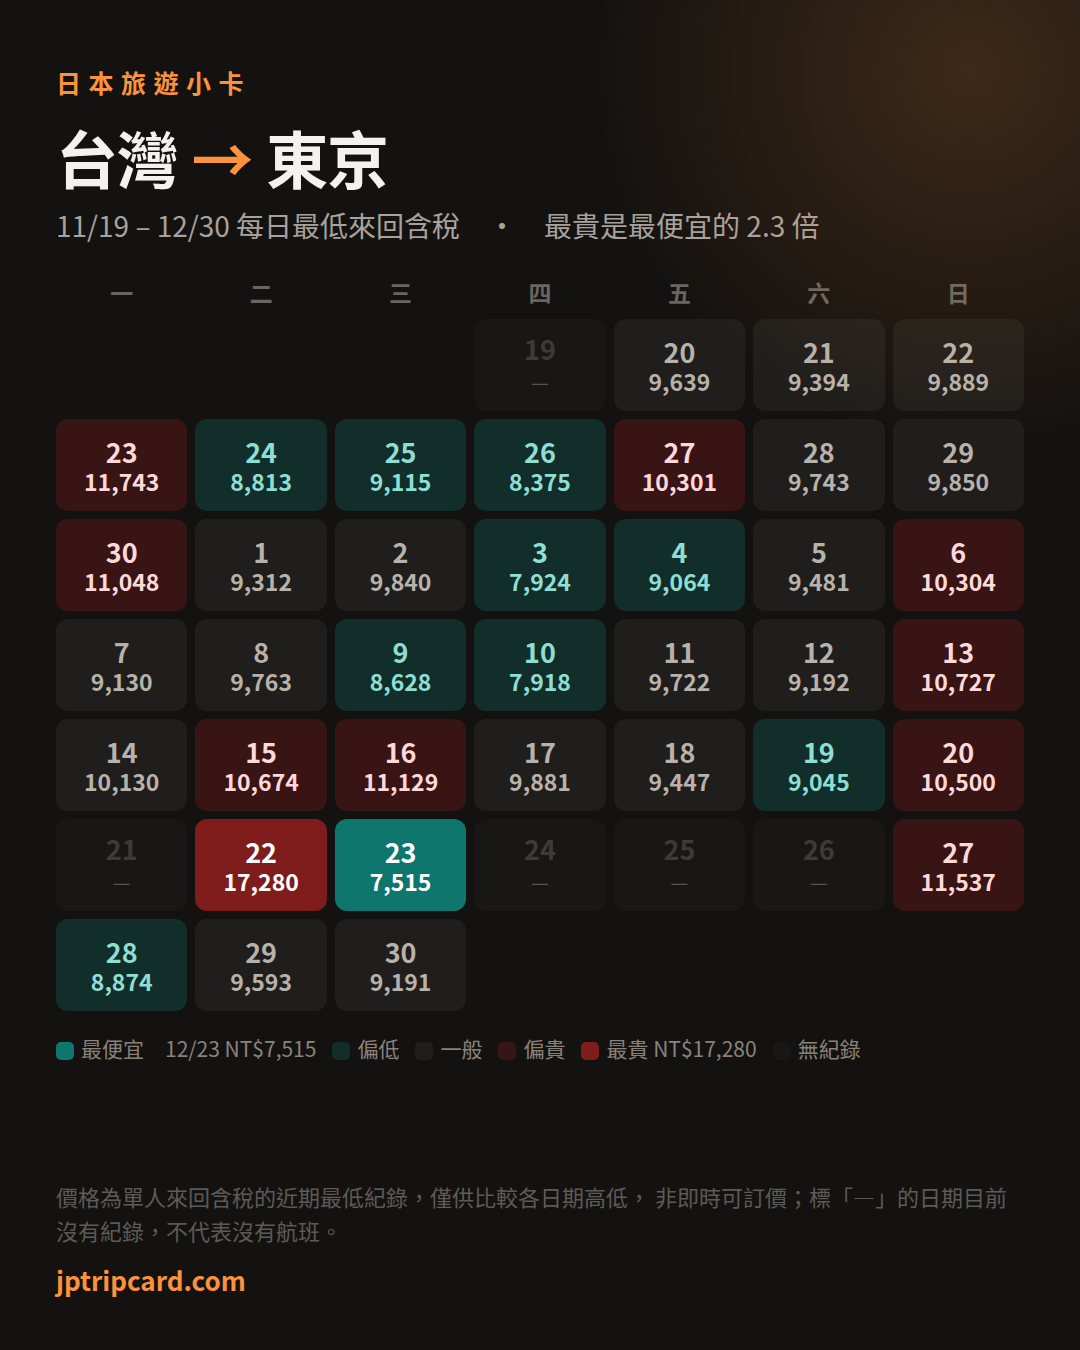 日本旅遊小卡
台灣 → 東京
11/19 – 12/30 每日最低來回含稅 · 最貴是最便宜的 2.3 倍
一 二 三 四 五 六 日
19 20 21 22
— 9,639 9,394 9,889
23 24 25 26 27 28 29
11,743 8,813 9,115 8,375 10,301 9,743 9,850
30 1 2 3 4 5 6
11,048 9,312 9,840 7,924 9,064 9,481 10,304
7 8 9 10 11 12 13
9,130 9,763 8,628 7,918 9,722 9,192 10,727
14 15 16 17 18 19 20
10,130 10,674 11,129 9,881 9,447 9,045 10,500
21 22 23 24 25 26 27
— 17,280 7,515 — — — 11,537
28 29 30
8,874 9,593 9,191
最便宜 12/23 NT$7,515 偏低 一般 偏貴 最貴 NT$17,280 無紀錄
價格為單人來回含稅的近期最低紀錄，僅供比較各日期高低， 非即時可訂價；標「—」的日期目前
沒有紀錄，不代表沒有航班。
jptripcard.com